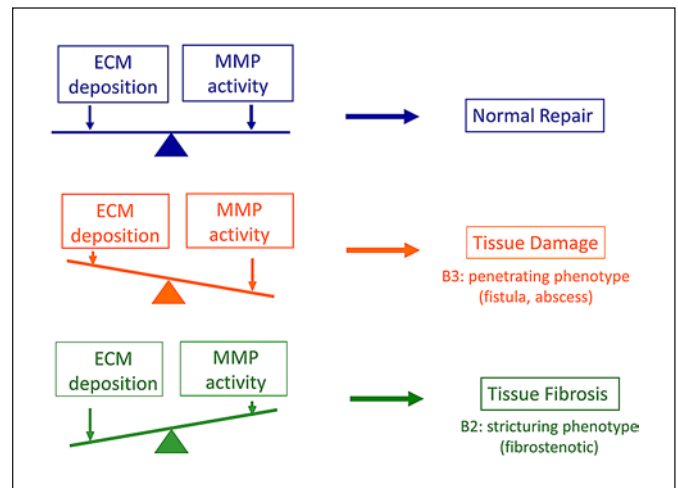 ECM
deposition
MMP
activity
Normal Repair
ECM
deposition
MMP
activity
Tissue Damage
B3: penetrating phenotype
(fistula, abscess)
ECM
deposition
MMP
activity
Tissue Fibrosis
B2: stricturing phenotype
(fibrostenotic)